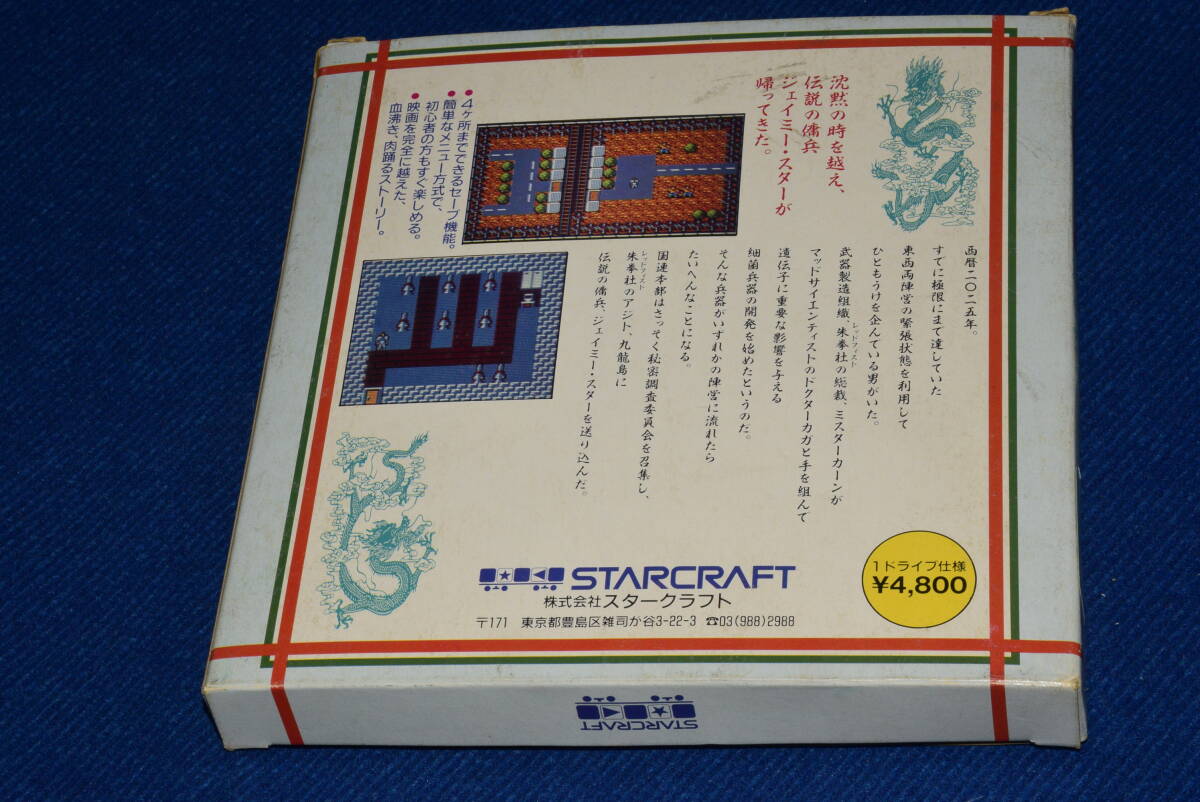 沈黙の時を越え、
伝説の傭兵
ジェイミー・スターが
帰ってきた。
●4ヶ所までできるセーブ機能。
●簡単なメニュー方式で、
初心者の方もすぐ楽しめる。
●映画を完全に越えた、
血沸き、肉踊るストーリー。
西暦二〇二五年。
すでに極限にまで達していた
東西両陣営の緊張状態を利用して
ひともうけを企んでいる男がいた。
武器製造組織、朱拳社の総裁、ミスターカーンが
レッドフィスト
マッドサイエンティストのドクターカガと手を組んで
遺伝子に重要な影響を与える
細菌兵器の開発を始めたというのだ。
そんな兵器がいずれかの陣営に流れたら
たいへんなことになる。
国連本部はさっそく秘密調査委員会を召集し、
朱拳社のアジト、九龍島に
レッドフィスト
伝説の傭兵、ジェイミー・スターを送り込んだ。
STARCRAFT
株式会社スタークラフト
〒171 東京都豊島区雑司が谷3-22-3 ☎03(988)2988
1ドライブ仕様
¥4,800
STARCRAFT